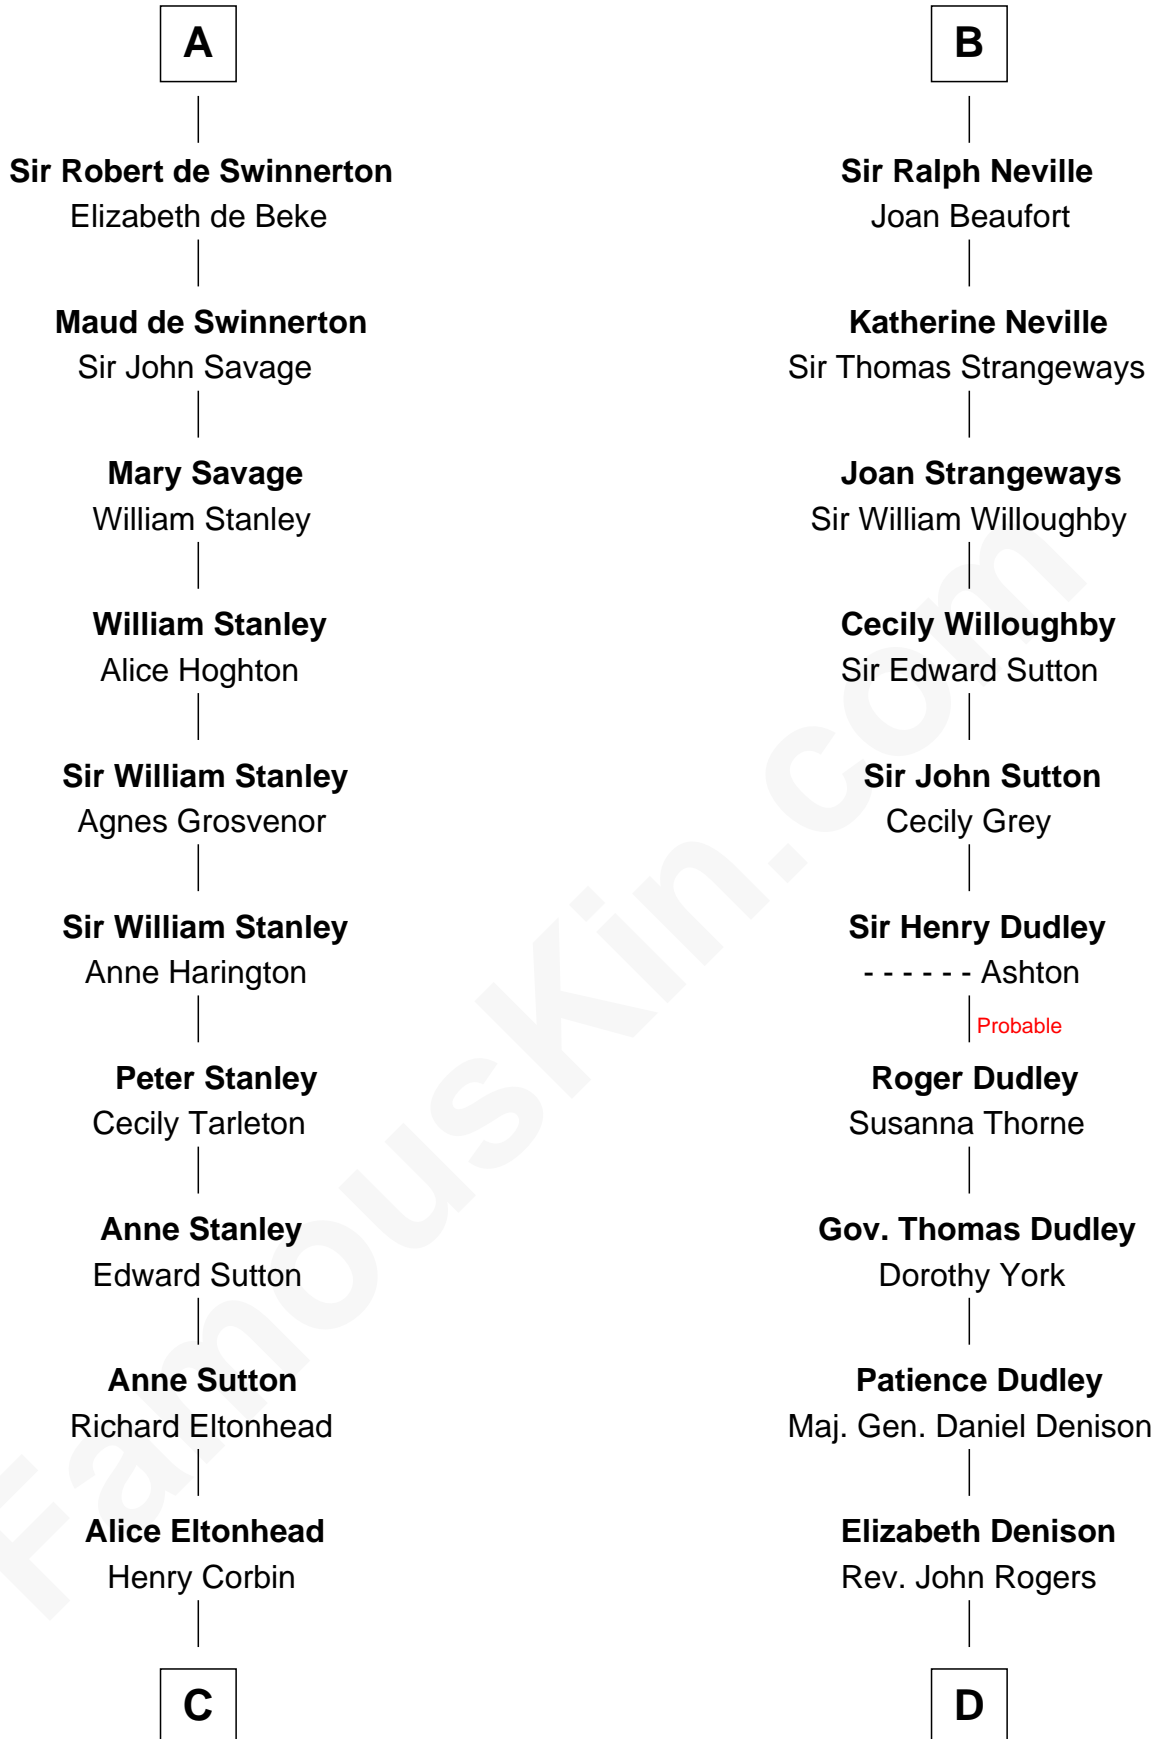 A
Sir Robert de Swinnerton
Elizabeth de Beke
Maud de Swinnerton
Sir John Savage
Mary Savage
William Stanley
William Stanley
Alice Hoghton
Sir William Stanley
Agnes Grosvenor
Sir William Stanley
Anne Harington
Peter Stanley
Cecily Tarleton
Anne Stanley
Edward Sutton
Anne Sutton
Richard Eltonhead
Alice Eltonhead
Henry Corbin
C
B
Sir Ralph Neville
Joan Beaufort
Katherine Neville
Sir Thomas Strangeways
Joan Strangeways
Sir William Willoughby
Cecily Willoughby
Sir Edward Sutton
Sir John Sutton
Cecily Grey
Sir Henry Dudley
- - - - - - Ashton
Probable
Roger Dudley
Susanna Thorne
Gov. Thomas Dudley
Dorothy York
Patience Dudley
Maj. Gen. Daniel Denison
Elizabeth Denison
Rev. John Rogers
D
FamousKin.com